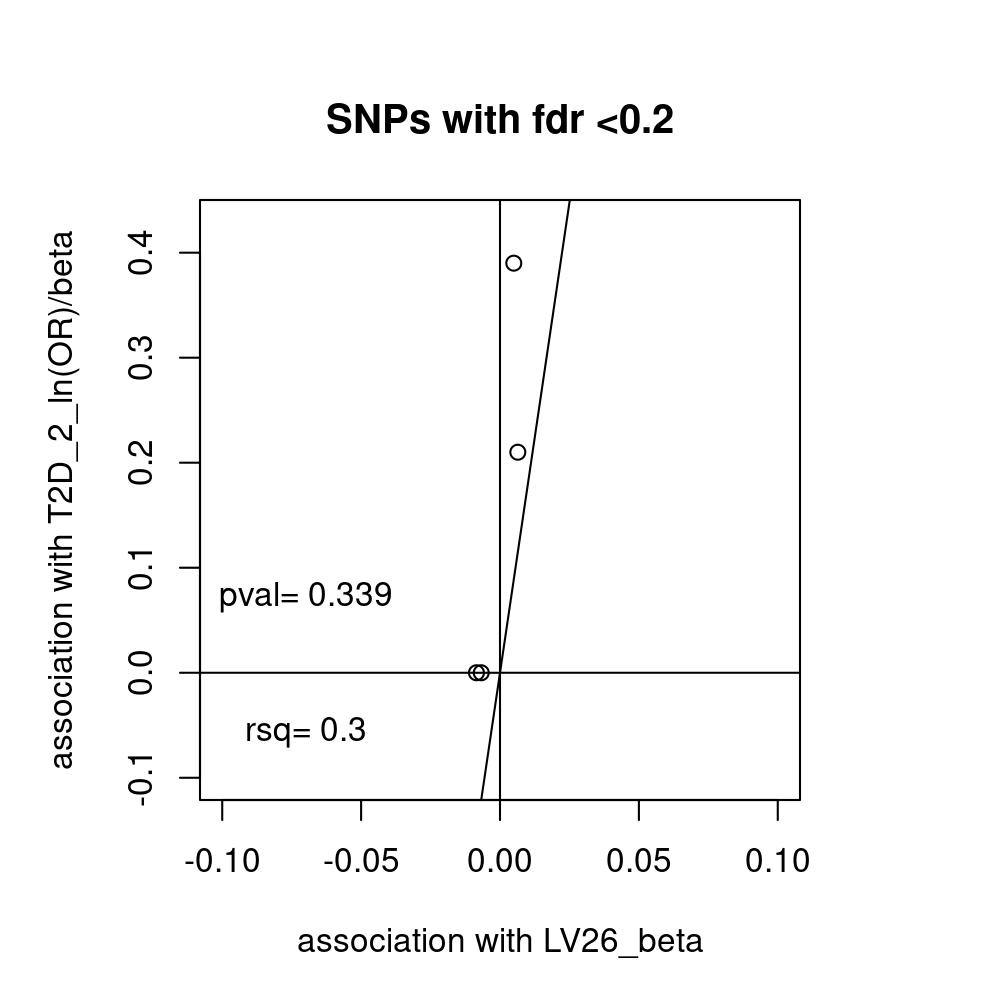 SNPs with fdr <0.2
association with T2D_2_ln(OR)/beta
0.4
0.3
0.2
0.1
0.0
-0.1
pval= 0.339
rsq= 0.3
-0.10
-0.05
0.00
0.05
0.10
association with LV26_beta